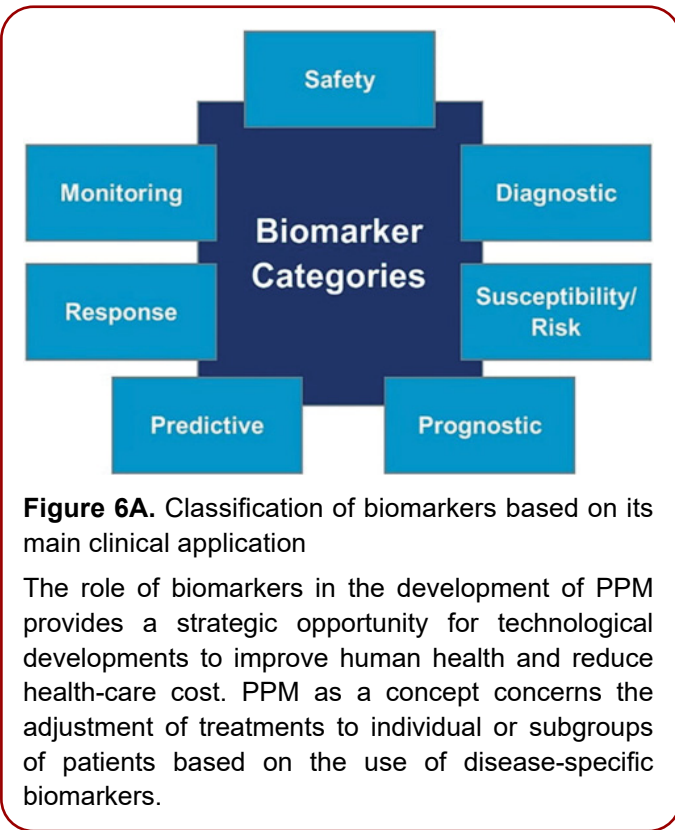 Safety
Monitoring
Diagnostic
Biomarker
Categories
Response
Susceptibility/
Risk
Predictive
Prognostic
Figure 6A. Classification of biomarkers based on its
main clinical application
The role of biomarkers in the development of PPM
provides a strategic opportunity for technological
developments to improve human health and reduce
health-care cost. PPM as a concept concerns the
adjustment of treatments to individual or subgroups
of patients based on the use of disease-specific
biomarkers.